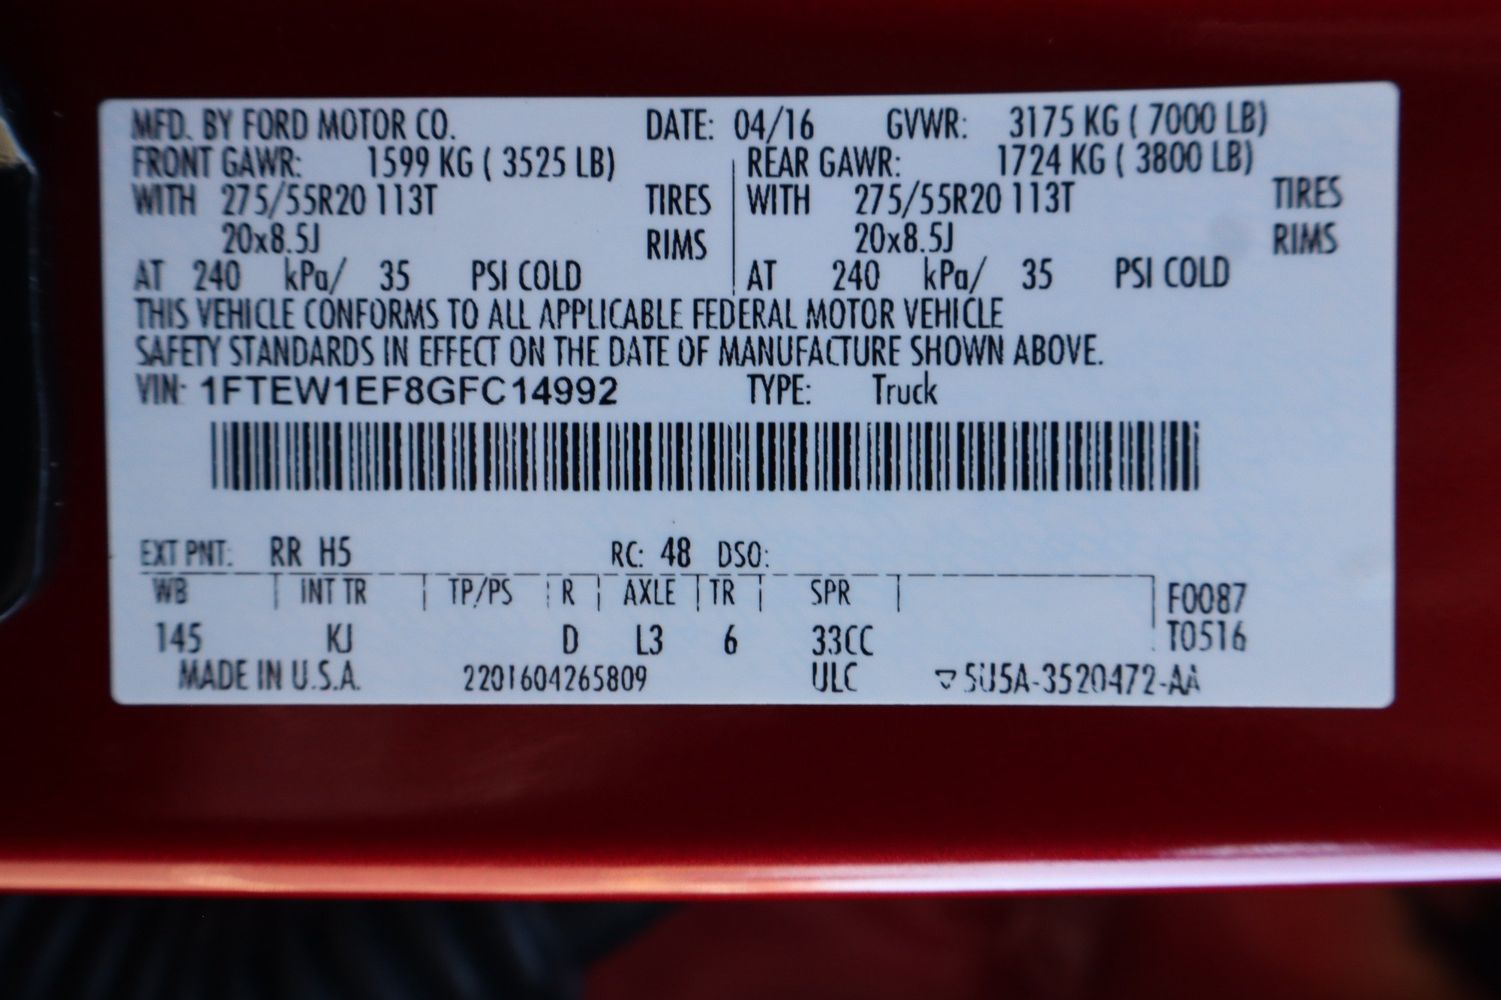 MFD. BY FORD MOTOR CO. DATE: 04/16 GVWR: 3175 KG ( 7000 LB)
FRONT GAWR: 1599 KG ( 3525 LB) REAR GAWR: 1724 KG ( 3800 LB)
WITH 275/55R20 113T TIRES WITH 275/55R20 113T TIRES
20x8.5J RIMS 20x8.5J RIMS
AT 240 kPa/ 35 PSI COLD AT 240 kPa/ 35 PSI COLD
THIS VEHICLE CONFORMS TO ALL APPLICABLE FEDERAL MOTOR VEHICLE
SAFETY STANDARDS IN EFFECT ON THE DATE OF MANUFACTURE SHOWN ABOVE.
VIN: 1FTEW1EF8GFC14992 TYPE: Truck
EXT PNT: RR H5 RC: 48 DSO:
WB INT TR TP/PS R AXLE TR SPR F0087
145 KJ D L3 6 33CC T0516
MADE IN U.S.A. 2201604265809 ULC 5U5A-3520472-AA